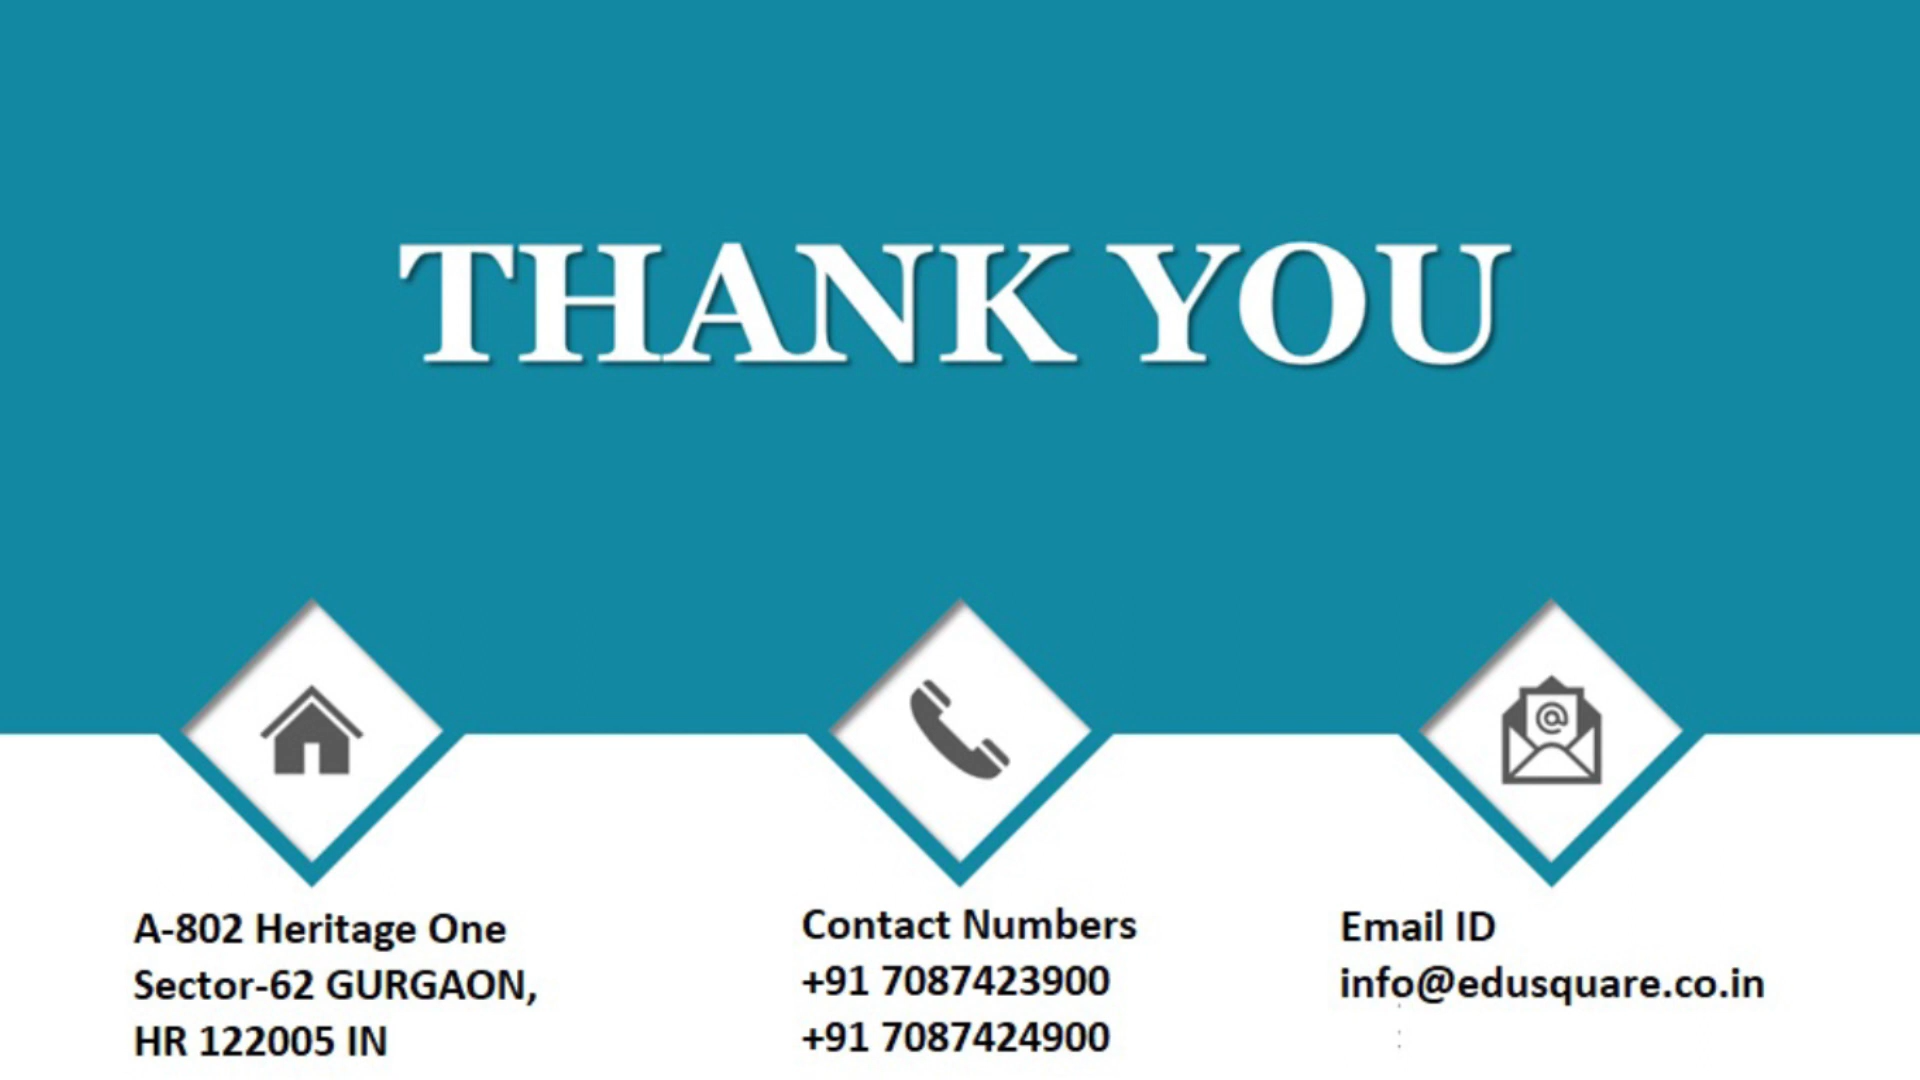 THANK YOU
A-802 Heritage One
Sector-62 GURGAON,
HR 122005 IN
Contact Numbers
+91 7087423900
+91 7087424900
Email ID
info@edusquare.co.in